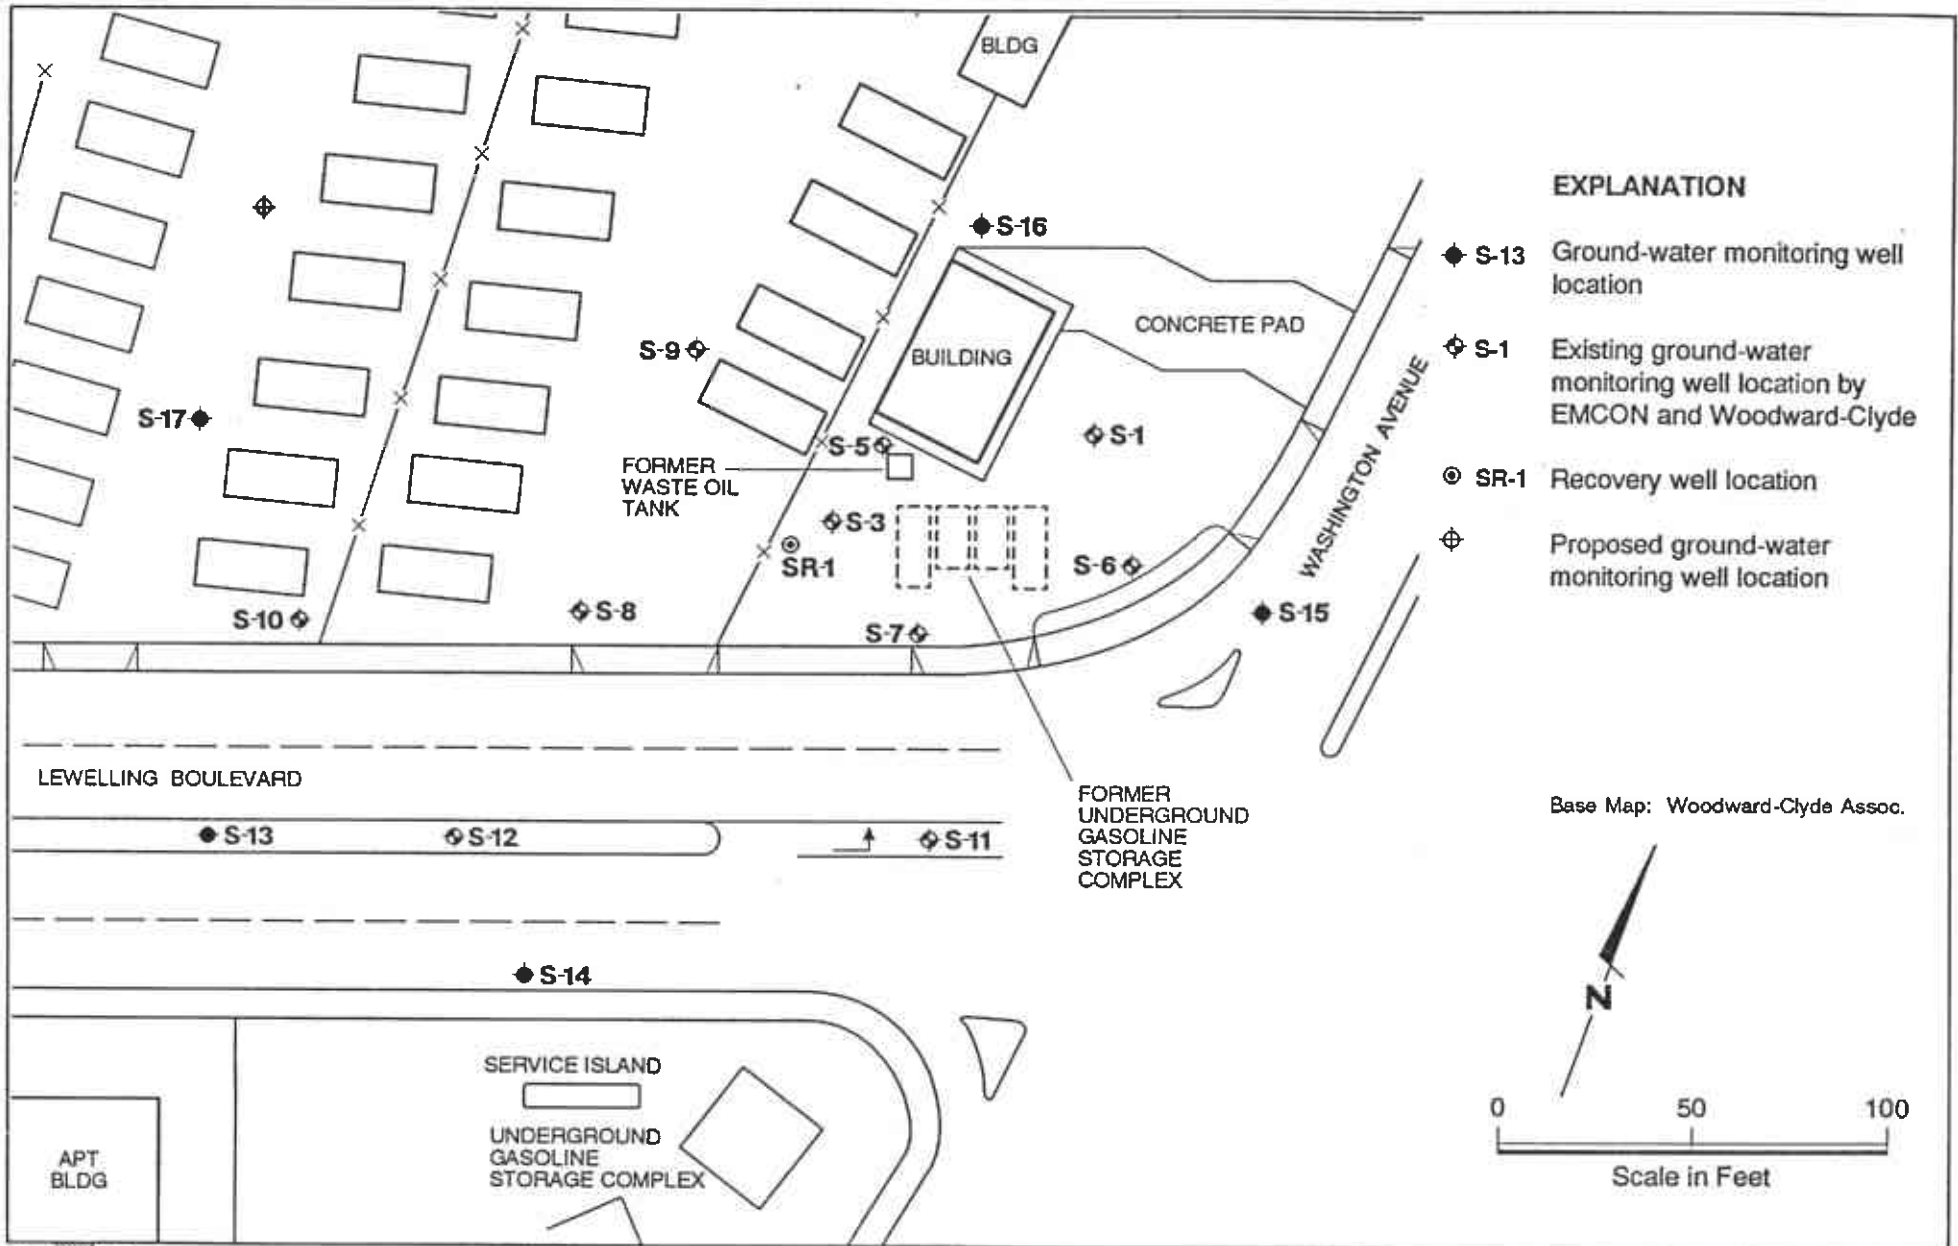 BLDG
EXPLANATION
S-16
S-13
Ground-water monitoring well
location
CONCRETE PAD
S-9
BUILDING
S-1
Existing ground-water
monitoring well location by
EMCON and Woodward-Clyde
WASHINGTON AVENUE
S-17
S-5
S-1
FORMER
WASTE OIL
TANK
SR-1
Recovery well location
S-3
SR-1
S-6
Proposed ground-water
monitoring well location
S-10
S-8
S-7
S-15
LEWELLING BOULEVARD
FORMER
UNDERGROUND
GASOLINE
STORAGE
COMPLEX
Base Map: Woodward-Clyde Assoc.
S-13
S-12
S-11
S-14
N
SERVICE ISLAND
UNDERGROUND
GASOLINE
STORAGE COMPLEX
APT
BLDG
0 50 100
Scale in Feet